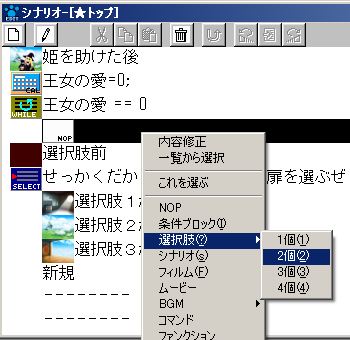 シナリオー[★トップ]
姫を助けた後
CAL
王女の愛=0;
WHILE
王女の愛 == 0
NOP
選択肢前
SELECT
せっかくだか
扉を選ぶぜ
選択肢1
選択肢2
選択肢3
新規
--------
--------
内容修正
一覧から選択
これを選ぶ
NOP
条件ブロック(I)
選択肢(?)
シナリオ(s)
フィルム(F)
ムービー
BGM
コマンド
ファンクション
1個(1)
2個(2)
3個(3)
4個(4)